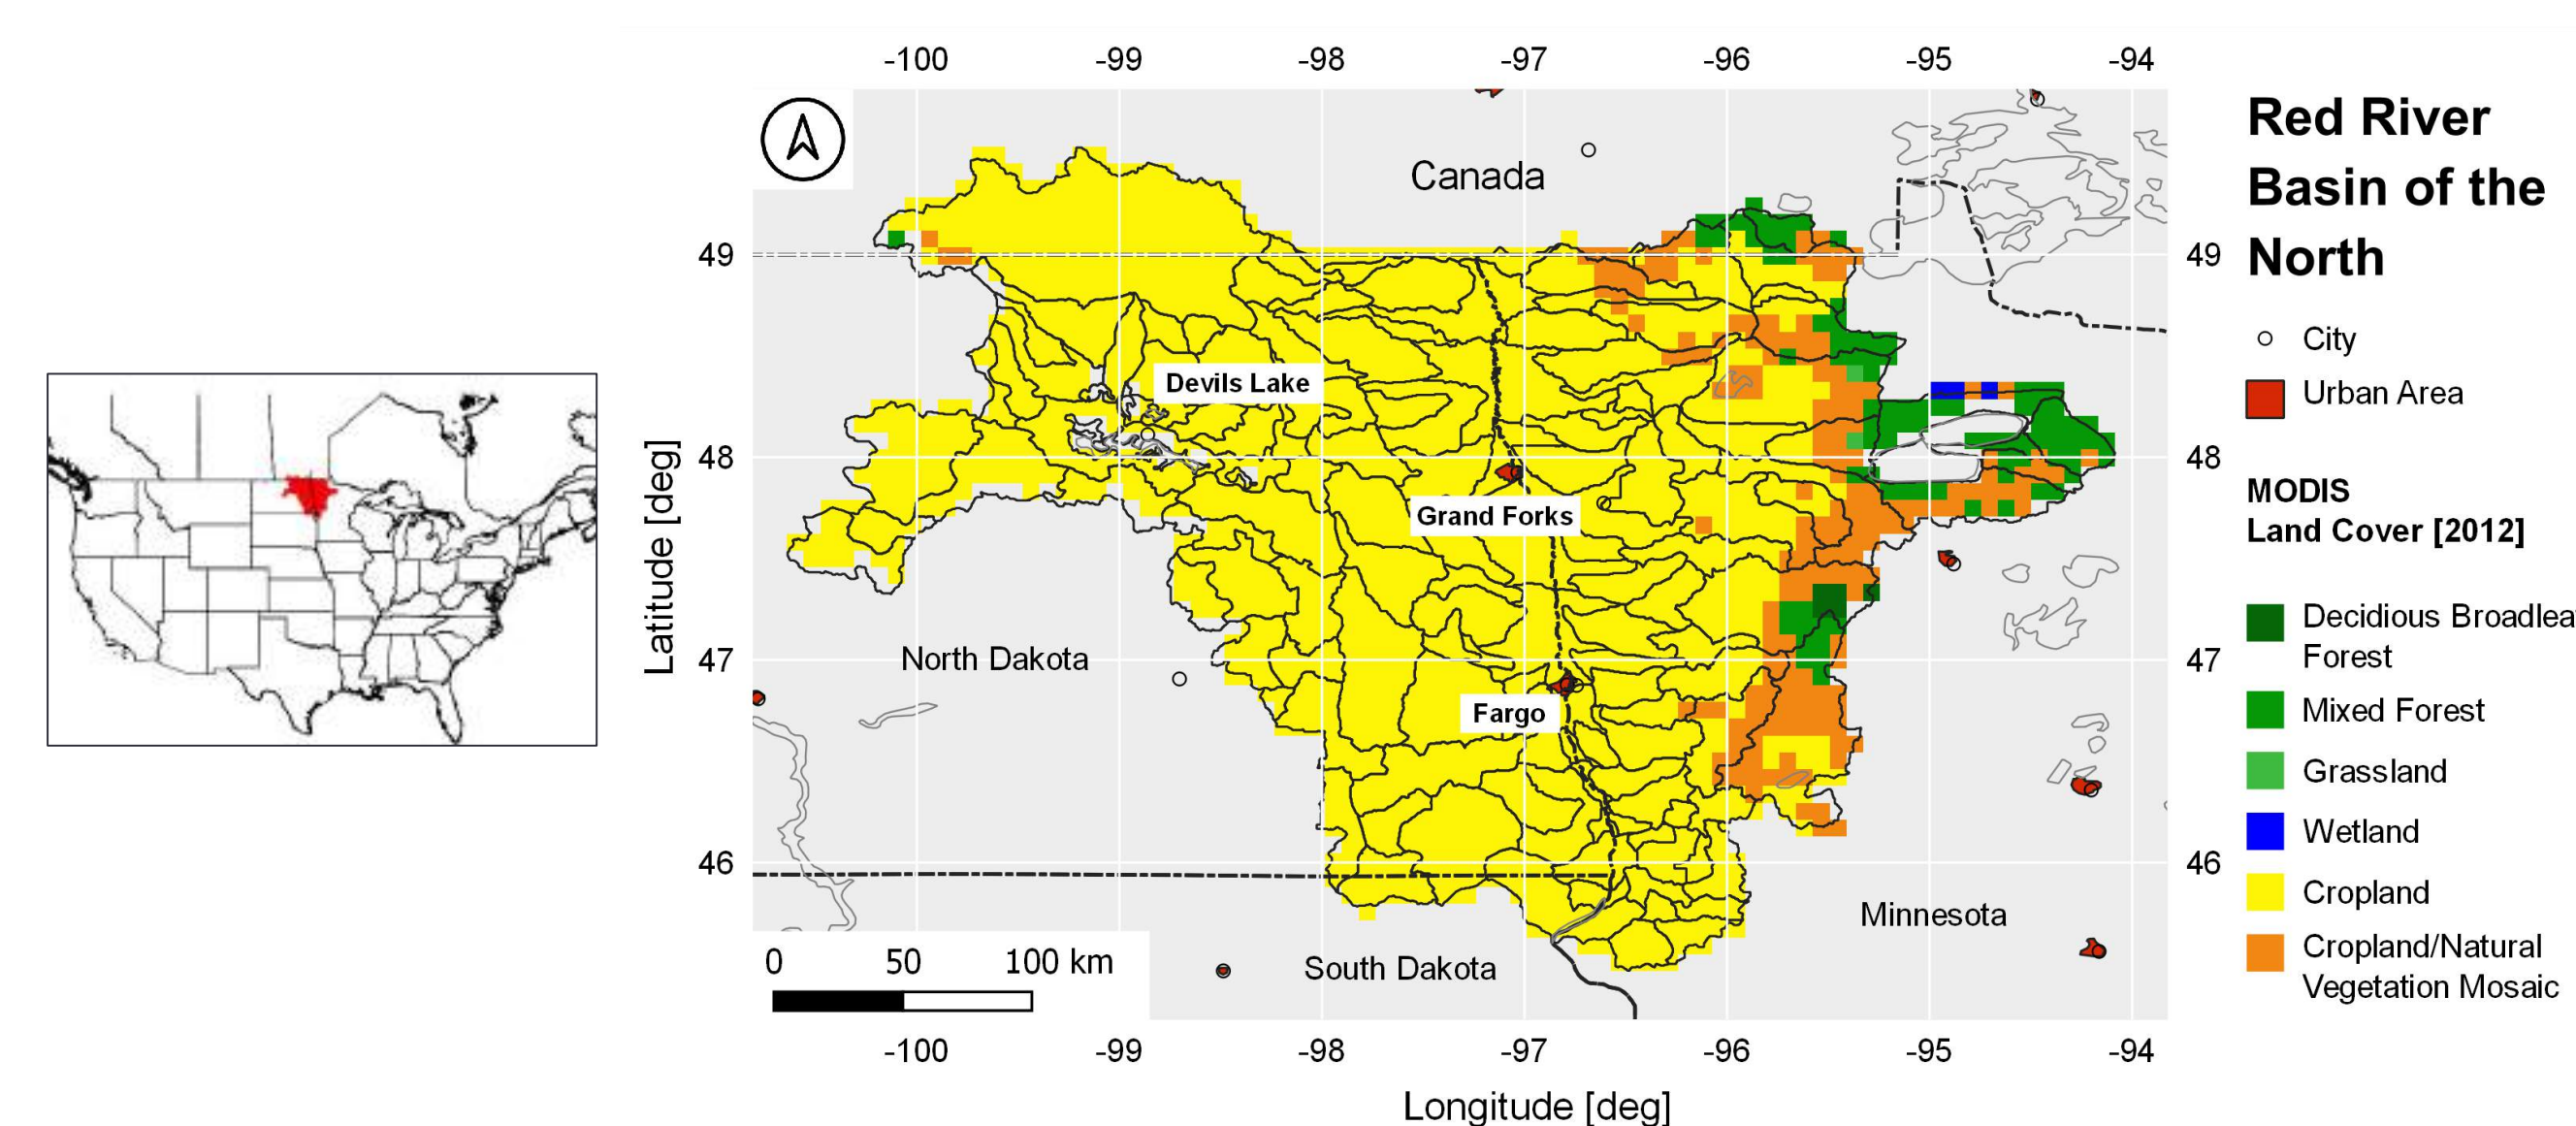 -100 -99 -98 -97 -96 -95 -94
Canada
49 49
Devils Lake
48 48
Grand Forks
North Dakota
47 47
Fargo
46 46
Minnesota
South Dakota
0 50 100 km
-100 -99 -98 -97 -96 -95 -94
Longitude [deg]
Latitude [deg]
Red River
Basin of the
North
City
Urban Area
MODIS
Land Cover [2012]
Decidious Broadlea
Forest
Mixed Forest
Grassland
Wetland
Cropland
Cropland/Natural
Vegetation Mosaic